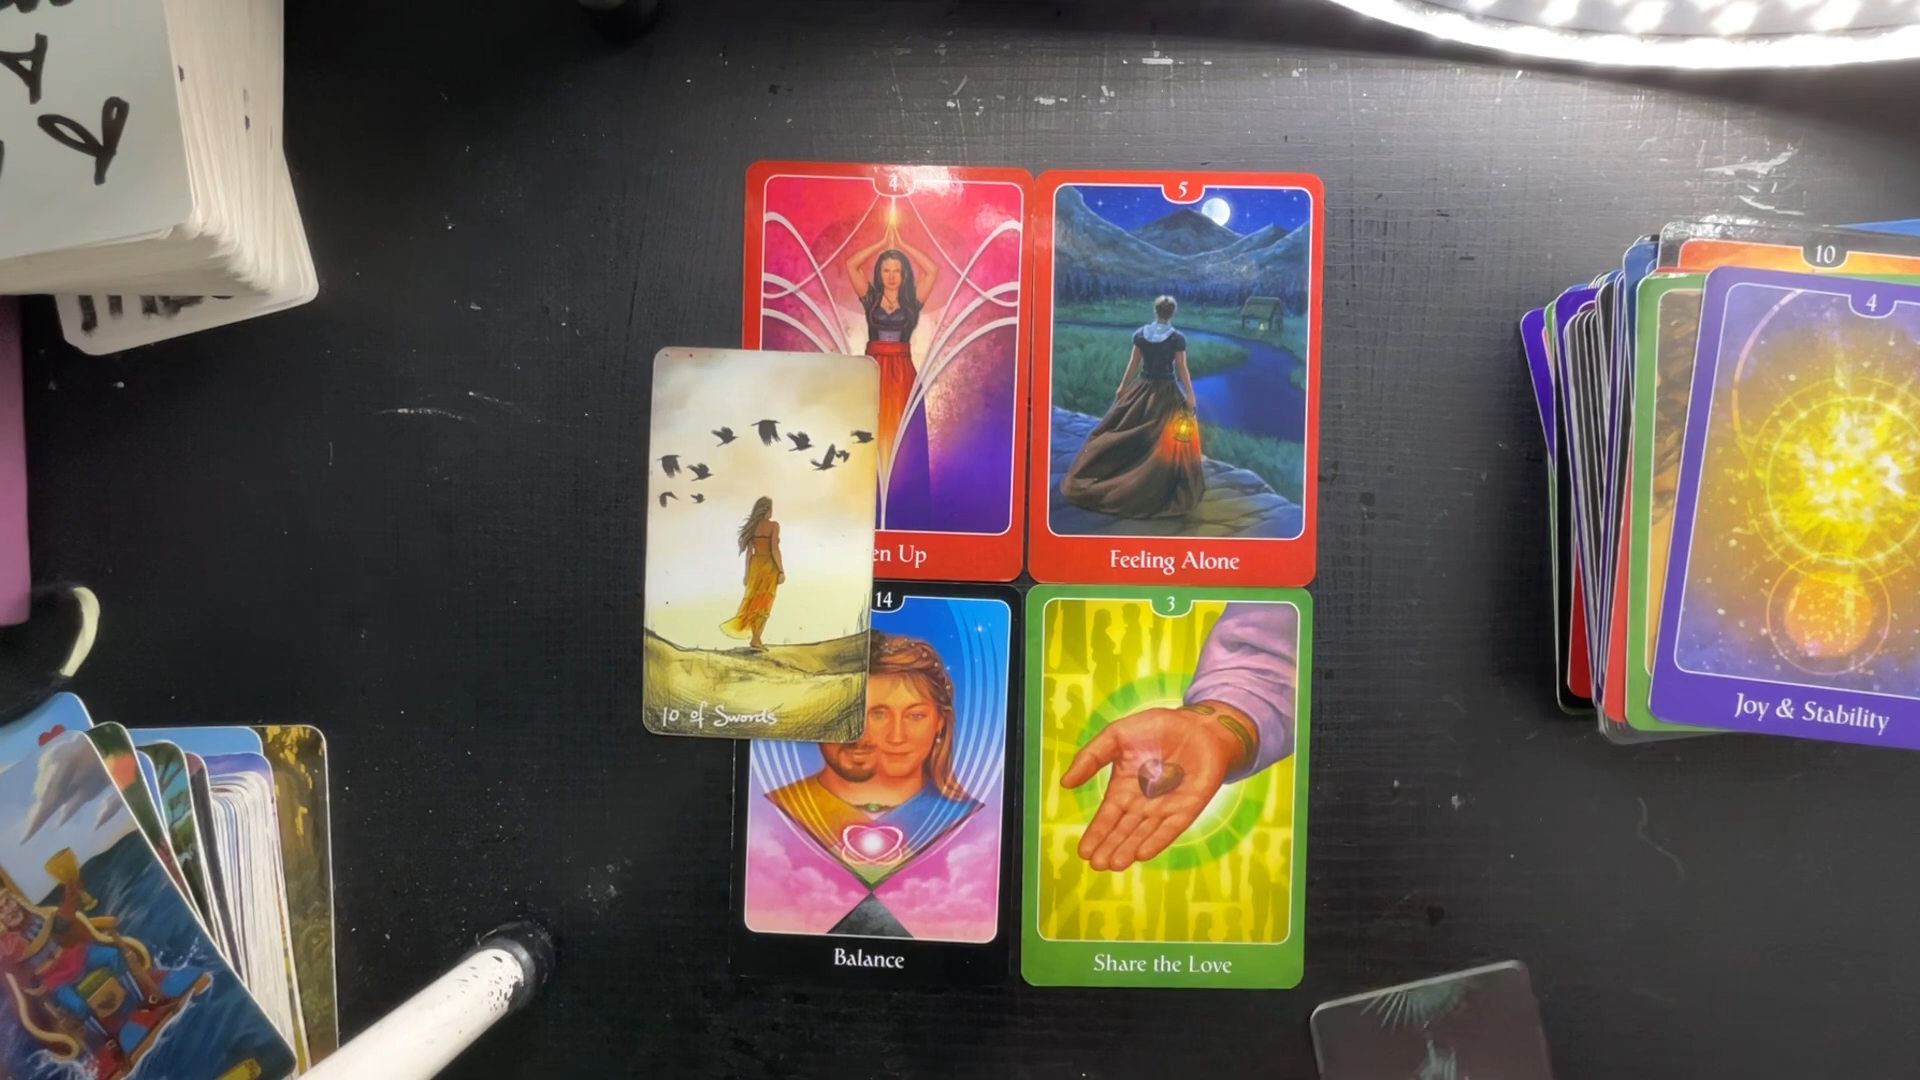 4
5
10
4
en Up
Feeling Alone
10 of Swords
14
3
Joy & Stability
Balance
Share the Love